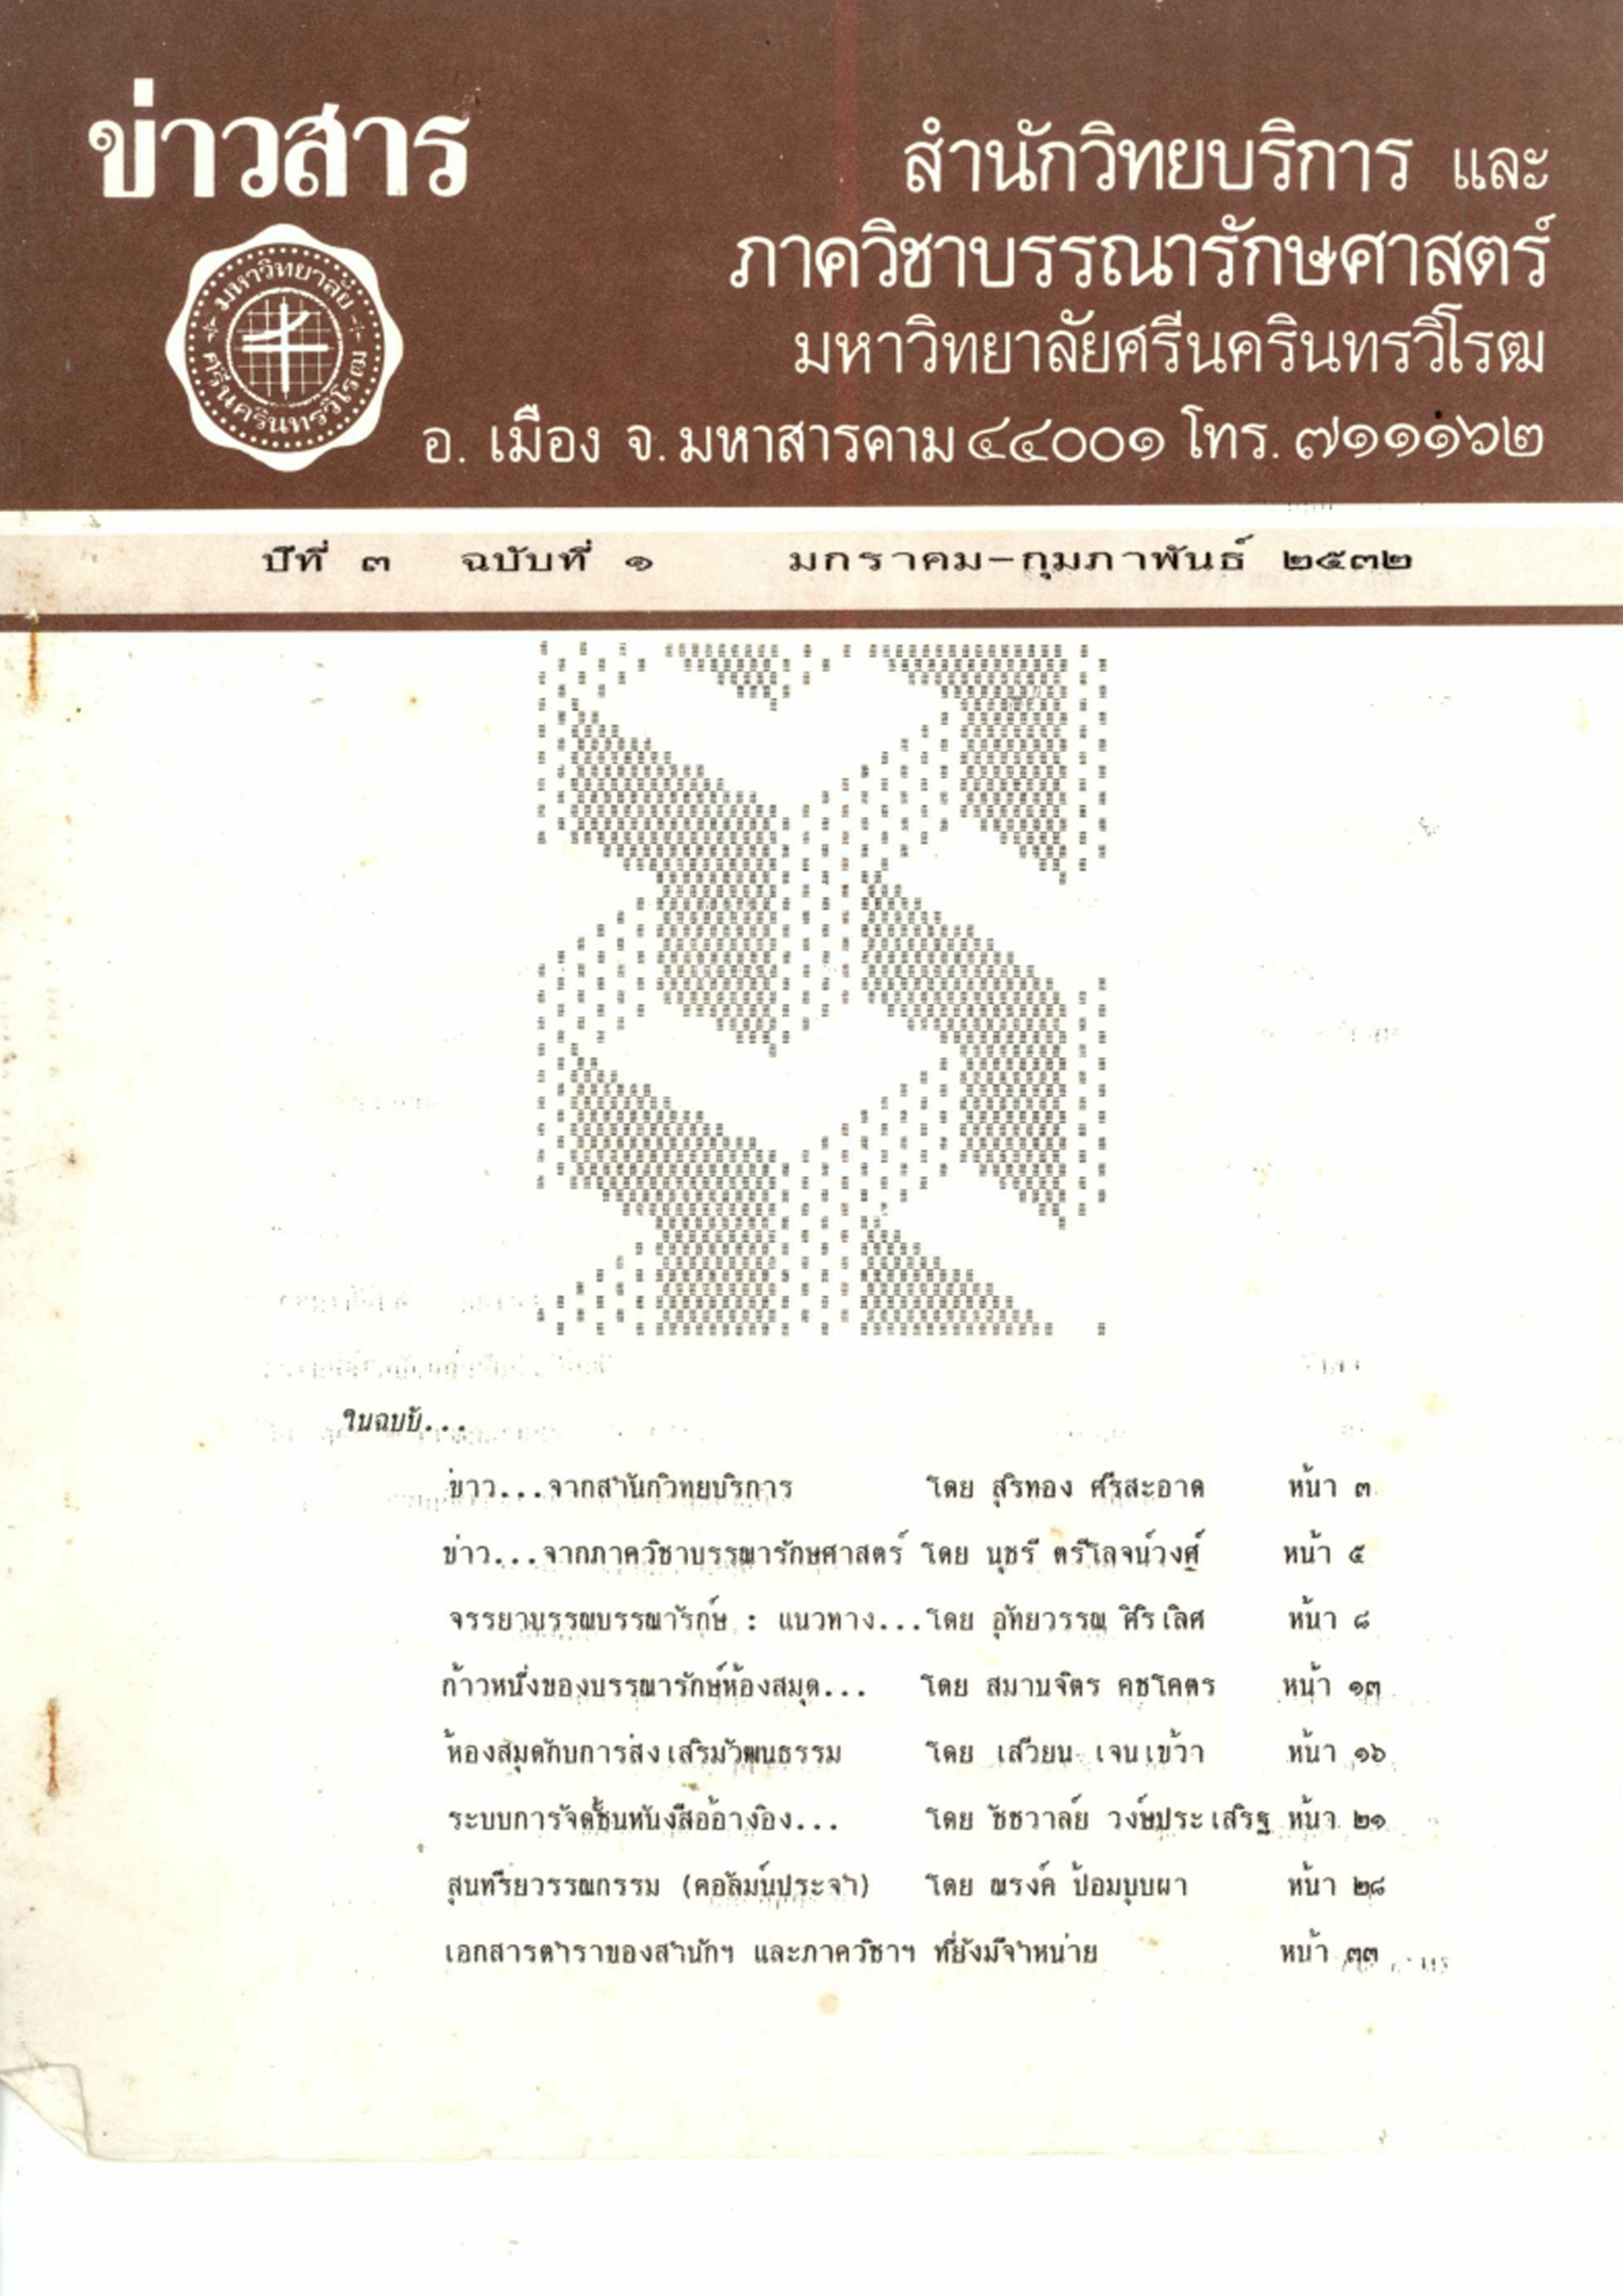 ข่าวสาร
สำนักวิทยบริการ และ
ภาควิชาบรรณารักษศาสตร์
มหาวิทยาลัยศรีนครินทรวิโรฒ
มหาวิทยาลัย
ศรีนครินทรวิโรฒ
อ. เมือง จ. มหาสารคาม ๔๔๐๐๑ โทร. ๗๑๑๑๖๒
ปีที่ ๓ ฉบับที่ ๑ มกราคม-กุมภาพันธ์ ๒๕๓๒
ในฉบับ...
ข่าว...จากสำนักวิทยบริการ โดย สุริทอง ศรีสะอาด หน้า ๓
ข่าว...จากภาควิชาบรรณารักษศาสตร์ โดย นุชรี ตรีโลจน์วงศ์ หน้า ๕
จรรยาบรรณบรรณารักษ์ : แนวทาง...โดย อุทัยวรรณ ศิริเลิศ หน้า ๘
ก้าวหนึ่งของบรรณารักษ์ห้องสมุด... โดย สมานจิตร คชโคตร หน้า ๑๓
ห้องสมุดกับการส่งเสริมวัฒนธรรม โดย เสวียน เจนเขว้า หน้า ๑๖
ระบบการจัดชั้นหนังสืออ้างอิง... โดย ชัชวาลย์ วงษ์ประเสริฐ หน้า ๒๑
สุนทรียวรรณกรรม (คอลัมน์ประจำ) โดย ณรงค์ ป้อมบุบผา หน้า ๒๘
เอกสารตำราของสำนักฯ และภาควิชาฯ ที่ยังมีจำหน่าย หน้า ๓๓